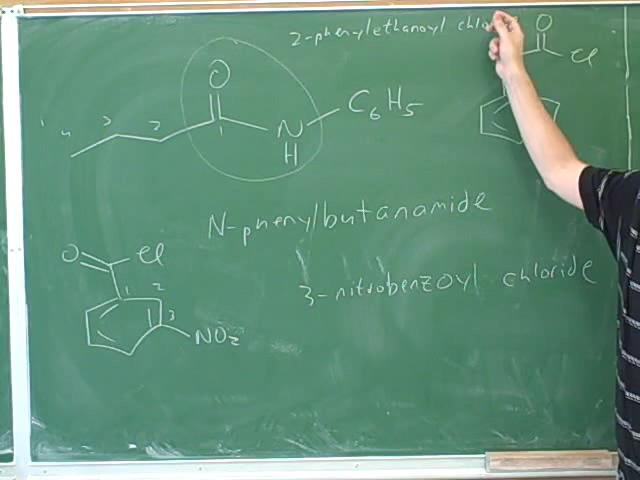 2-phenylethanoyl chlo
O
Cl
O
4 3 2 1
N
H
C6H5
N-phenylbutanamide
O
Cl
1 2
3
NO2
3-nitrobenzoyl chloride